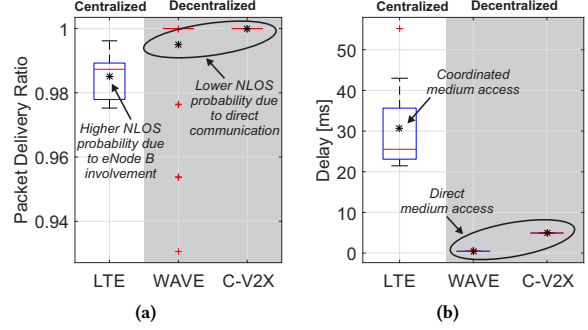 Centralized Decentralized
Packet Delivery Ratio
1
0.98
0.96
0.94
Lower NLOS
probability due to
direct
communication
Higher NLOS
probability due
to eNode B
involvement
LTE WAVE C-V2X
(a)
Centralized Decentralized
Delay [ms]
50
40
30
20
10
0
Coordinated
medium access
Direct
medium access
LTE WAVE C-V2X
(b)